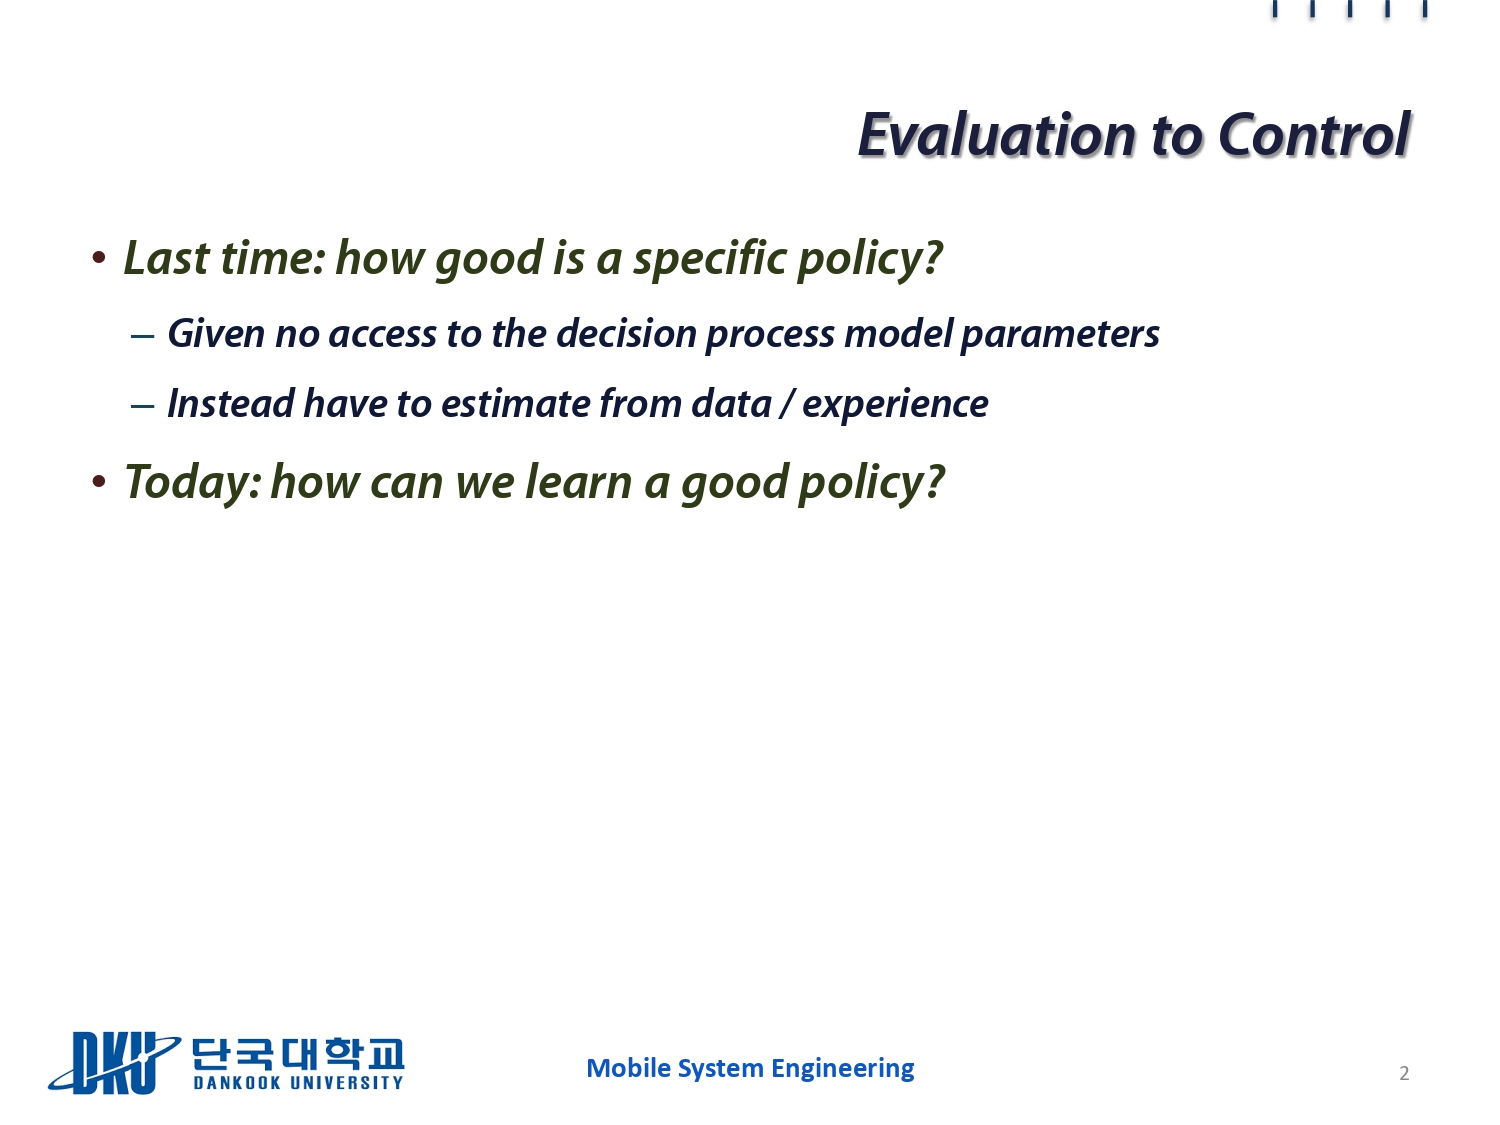 Evaluation to Control
• Last time: how good is a specific policy?
– Given no access to the decision process model parameters
– Instead have to estimate from data / experience
• Today: how can we learn a good policy?
DKU 단국대학교
DANKOOK UNIVERSITY
Mobile System Engineering
2